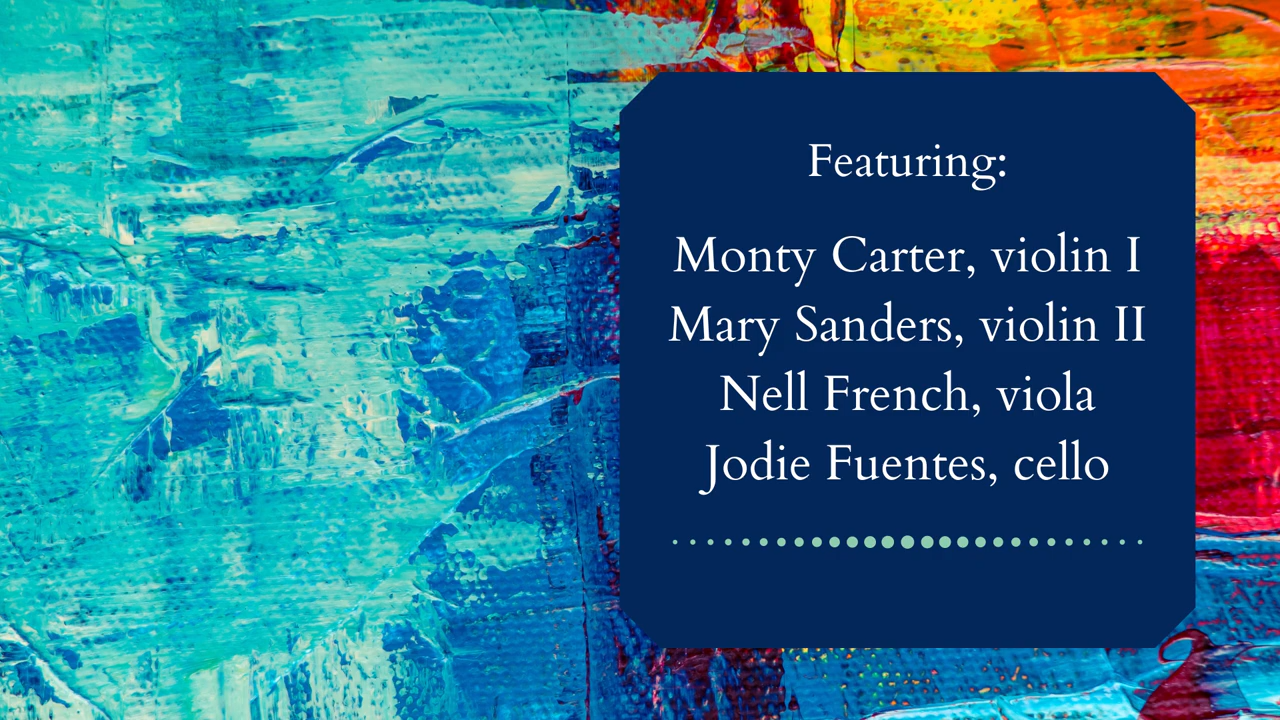 Featuring:
Monty Carter, violin I
Mary Sanders, violin II
Nell French, viola
Jodie Fuentes, cello